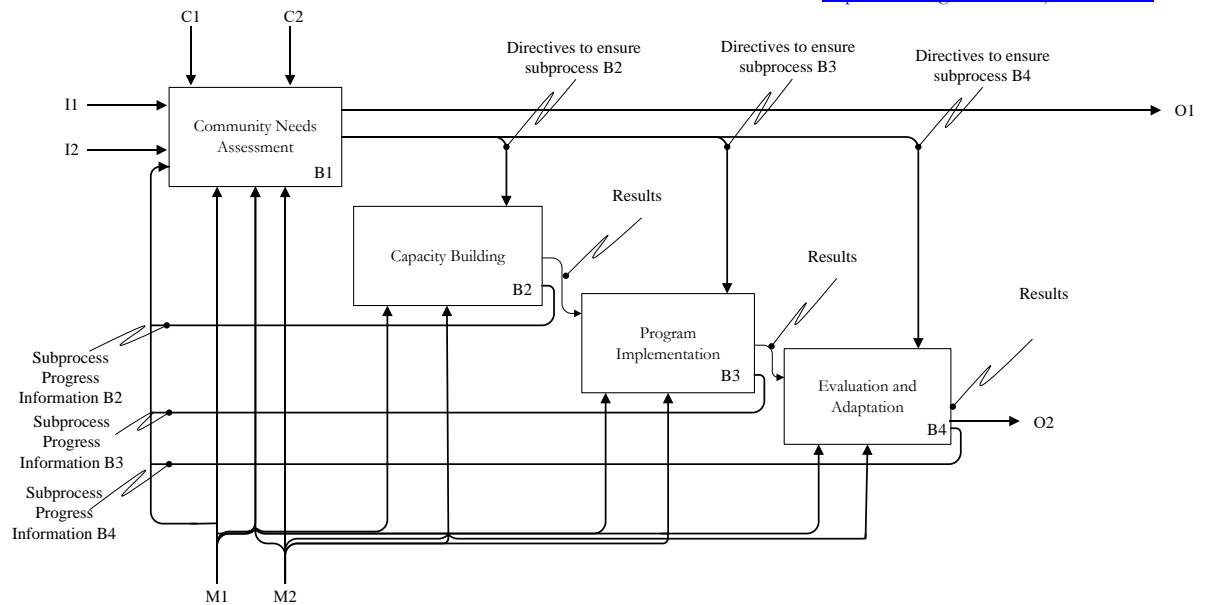 C1
C2
Directives to ensure
subprocess B2
Directives to ensure
subprocess B3
Directives to ensure
subprocess B4
I1
I2
O1
Community Needs
Assessment
B1
Results
Capacity Building
B2
Results
Results
Program
Implementation
B3
Evaluation and
Adaptation
B4
O2
Subprocess
Progress
Information B2
Subprocess
Progress
Information B3
Subprocess
Progress
Information B4
M1
M2